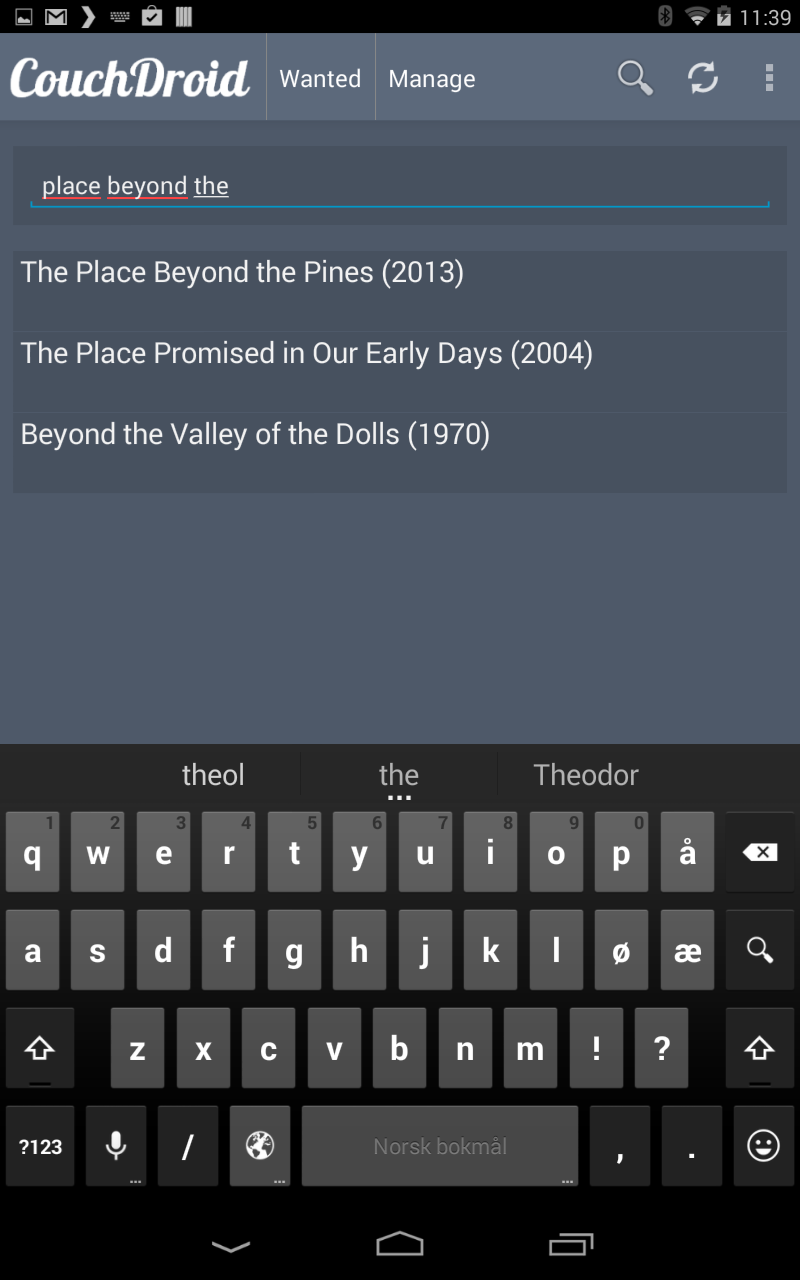 11:39
CouchDroid Wanted Manage
place beyond the
The Place Beyond the Pines (2013)
The Place Promised in Our Early Days (2004)
Beyond the Valley of the Dolls (1970)
theol the Theodor
1 2 3 4 5 6 7 8 9 0
q w e r t y u i o p å
a s d f g h j k l ø æ
z x c v b n m ! ?
?123 / Norsk bokmål , .